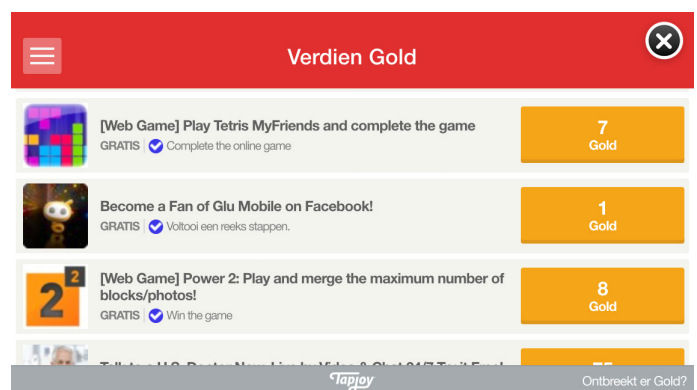 Verdien Gold
[Web Game] Play Tetris MyFriends and complete the game
GRATIS Complete the online game
7
Gold
Become a Fan of Glu Mobile on Facebook!
GRATIS Voltooi een reeks stappen.
1
Gold
2
2
[Web Game] Power 2: Play and merge the maximum number of
blocks/photos!
GRATIS Win the game
8
Gold
Tapjoy
Ontbreekt er Gold?